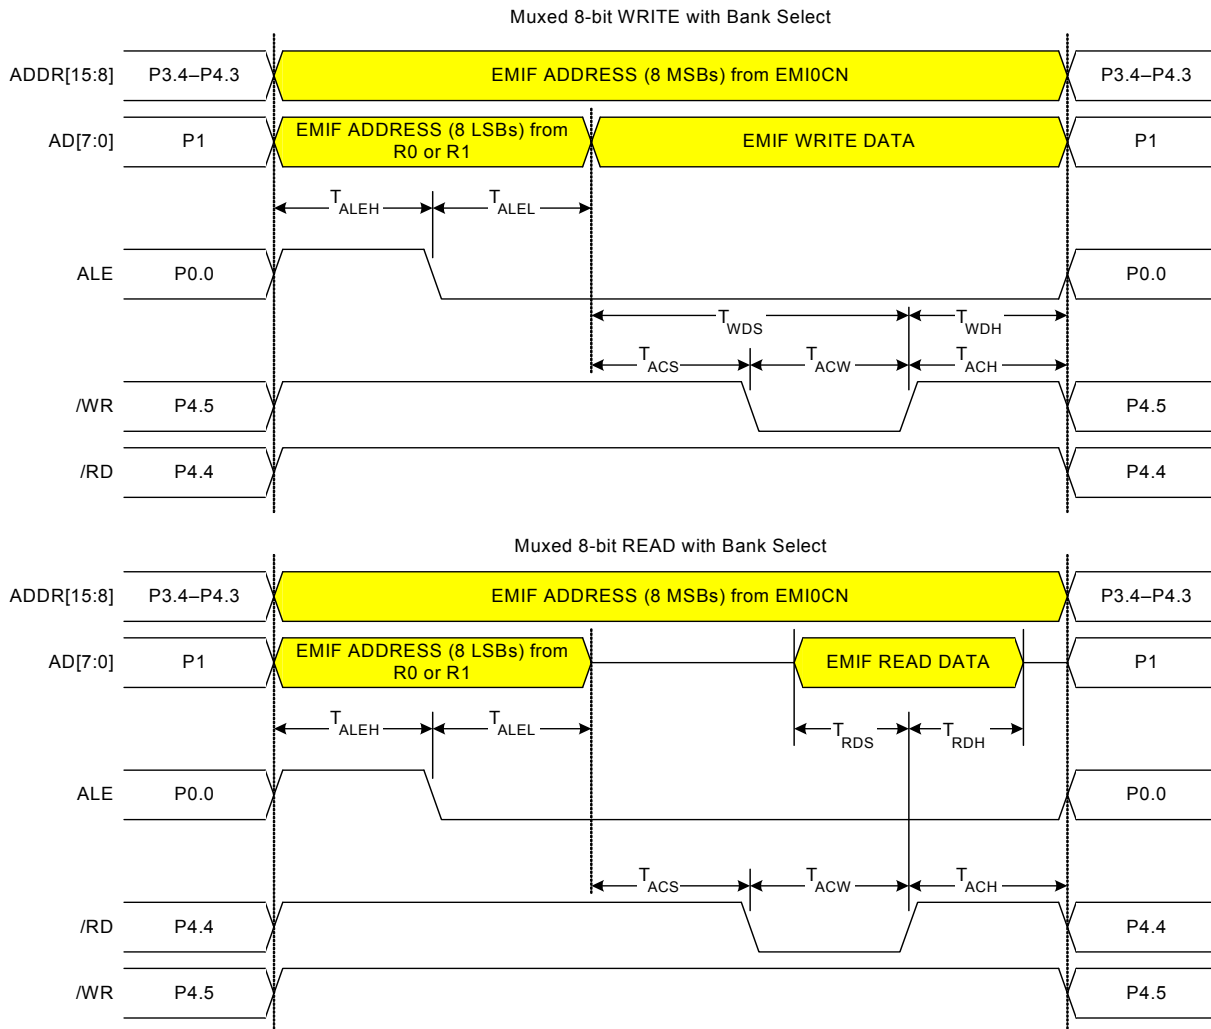 Muxed 8-bit WRITE with Bank Select
ADDR[15:8] P3.4–P4.3 EMIF ADDRESS (8 MSBs) from EMI0CN P3.4–P4.3
AD[7:0] P1 EMIF ADDRESS (8 LSBs) from
R0 or R1 EMIF WRITE DATA P1
TALEH TALEL
ALE P0.0 P0.0
TWDS TWDH
TACS TACW TACH
/WR P4.5 P4.5
/RD P4.4 P4.4
Muxed 8-bit READ with Bank Select
ADDR[15:8] P3.4–P4.3 EMIF ADDRESS (8 MSBs) from EMI0CN P3.4–P4.3
AD[7:0] P1 EMIF ADDRESS (8 LSBs) from
R0 or R1 EMIF READ DATA P1
TALEH TALEL TRDS TRDH
ALE P0.0 P0.0
TACS TACW TACH
/RD P4.4 P4.4
/WR P4.5 P4.5